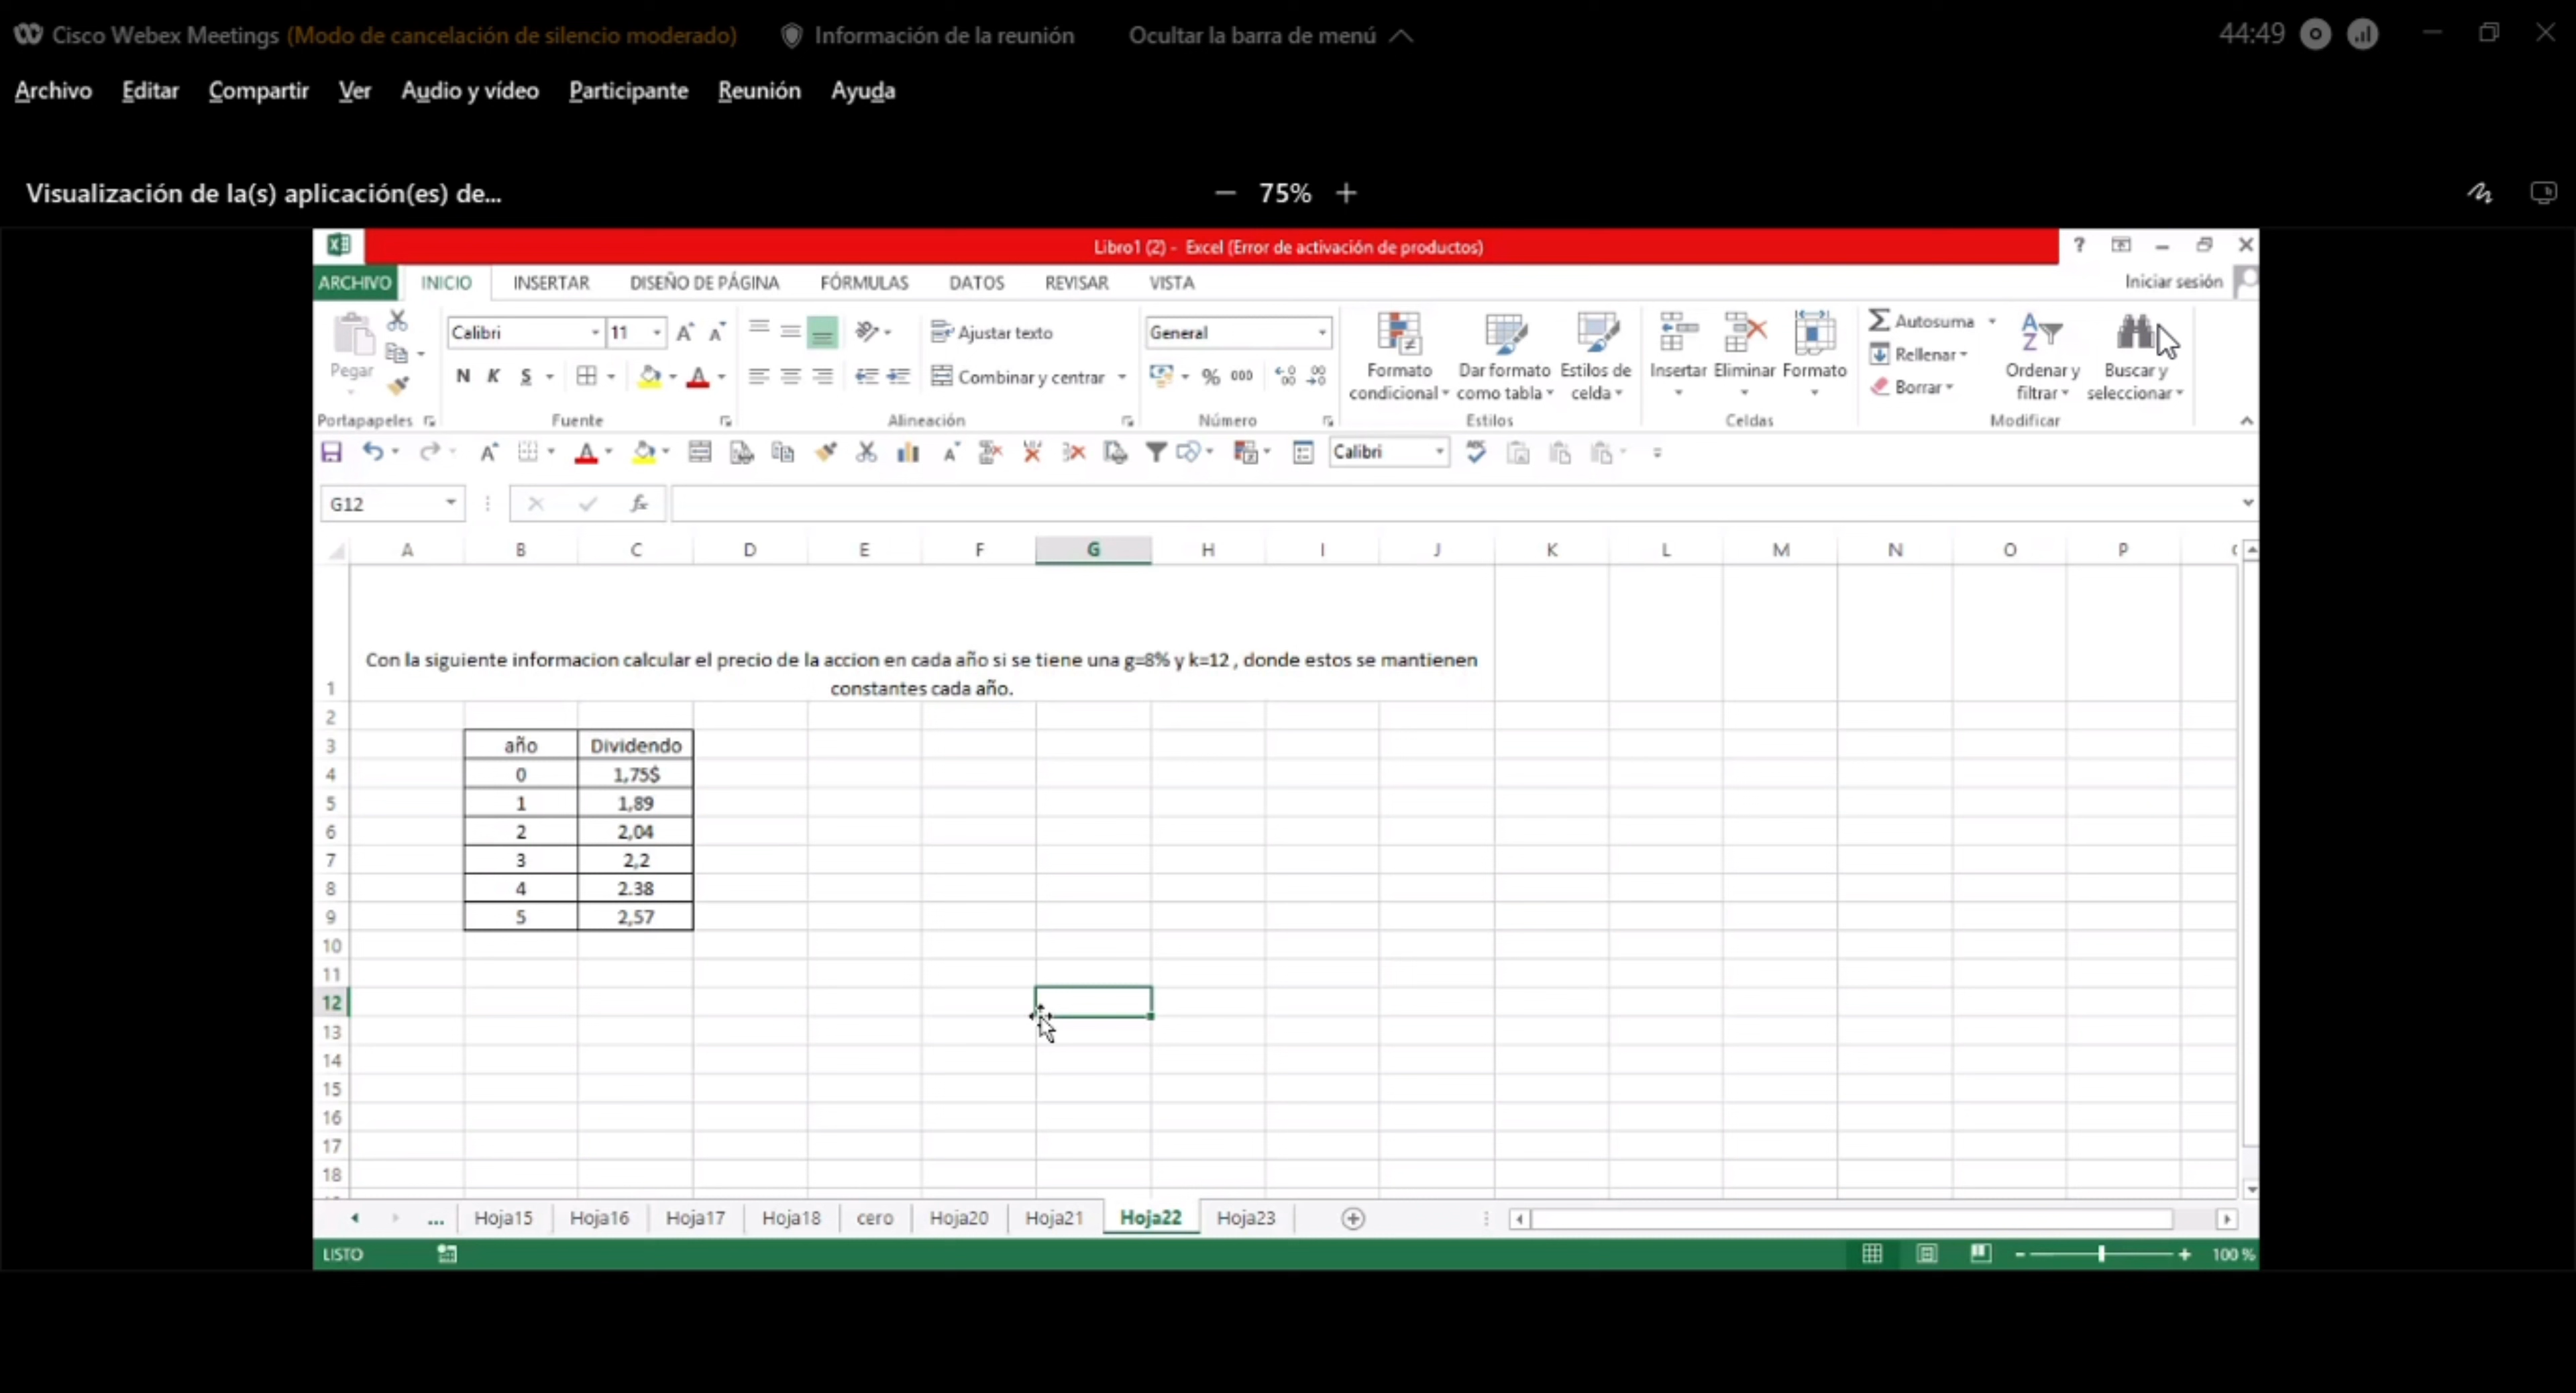 Cisco Webex Meetings (Modo de cancelación de silencio moderado) Información de la reunión Ocultar la barra de menú 44:49
Archivo Editar Compartir Ver Audio y vídeo Participante Reunión Ayuda
Visualización de la(s) aplicación(es) de... — 75% +
Libro1 (2) - Excel (Error de activación de productos) ?
ARCHIVO INICIO INSERTAR DISEÑO DE PÁGINA FÓRMULAS DATOS REVISAR VISTA Iniciar sesión
Calibri 11 Ajustar texto General Autosuma
Pegar Rellenar
N K S Combinar y centrar % 000 Formato condicional Dar formato como tabla Estilos de celda Insertar Eliminar Formato Borrar Ordenar y filtrar Buscar y seleccionar
Portapapeles Fuente Alineación Número Estilos Celdas Modificar
Calibri
G12 fx
A B C D E F G H I J K L M N O P
Con la siguiente informacion calcular el precio de la accion en cada año si se tiene una g=8% y k=12 , donde estos se mantienen
1 constantes cada año.
2
3 año Dividendo
4 0 1,75$
5 1 1,89
6 2 2,04
7 3 2,2
8 4 2.38
9 5 2,57
10
11
12
13
14
15
16
17
18
... Hoja15 Hoja16 Hoja17 Hoja18 cero Hoja20 Hoja21 Hoja22 Hoja23
LISTO 100 %